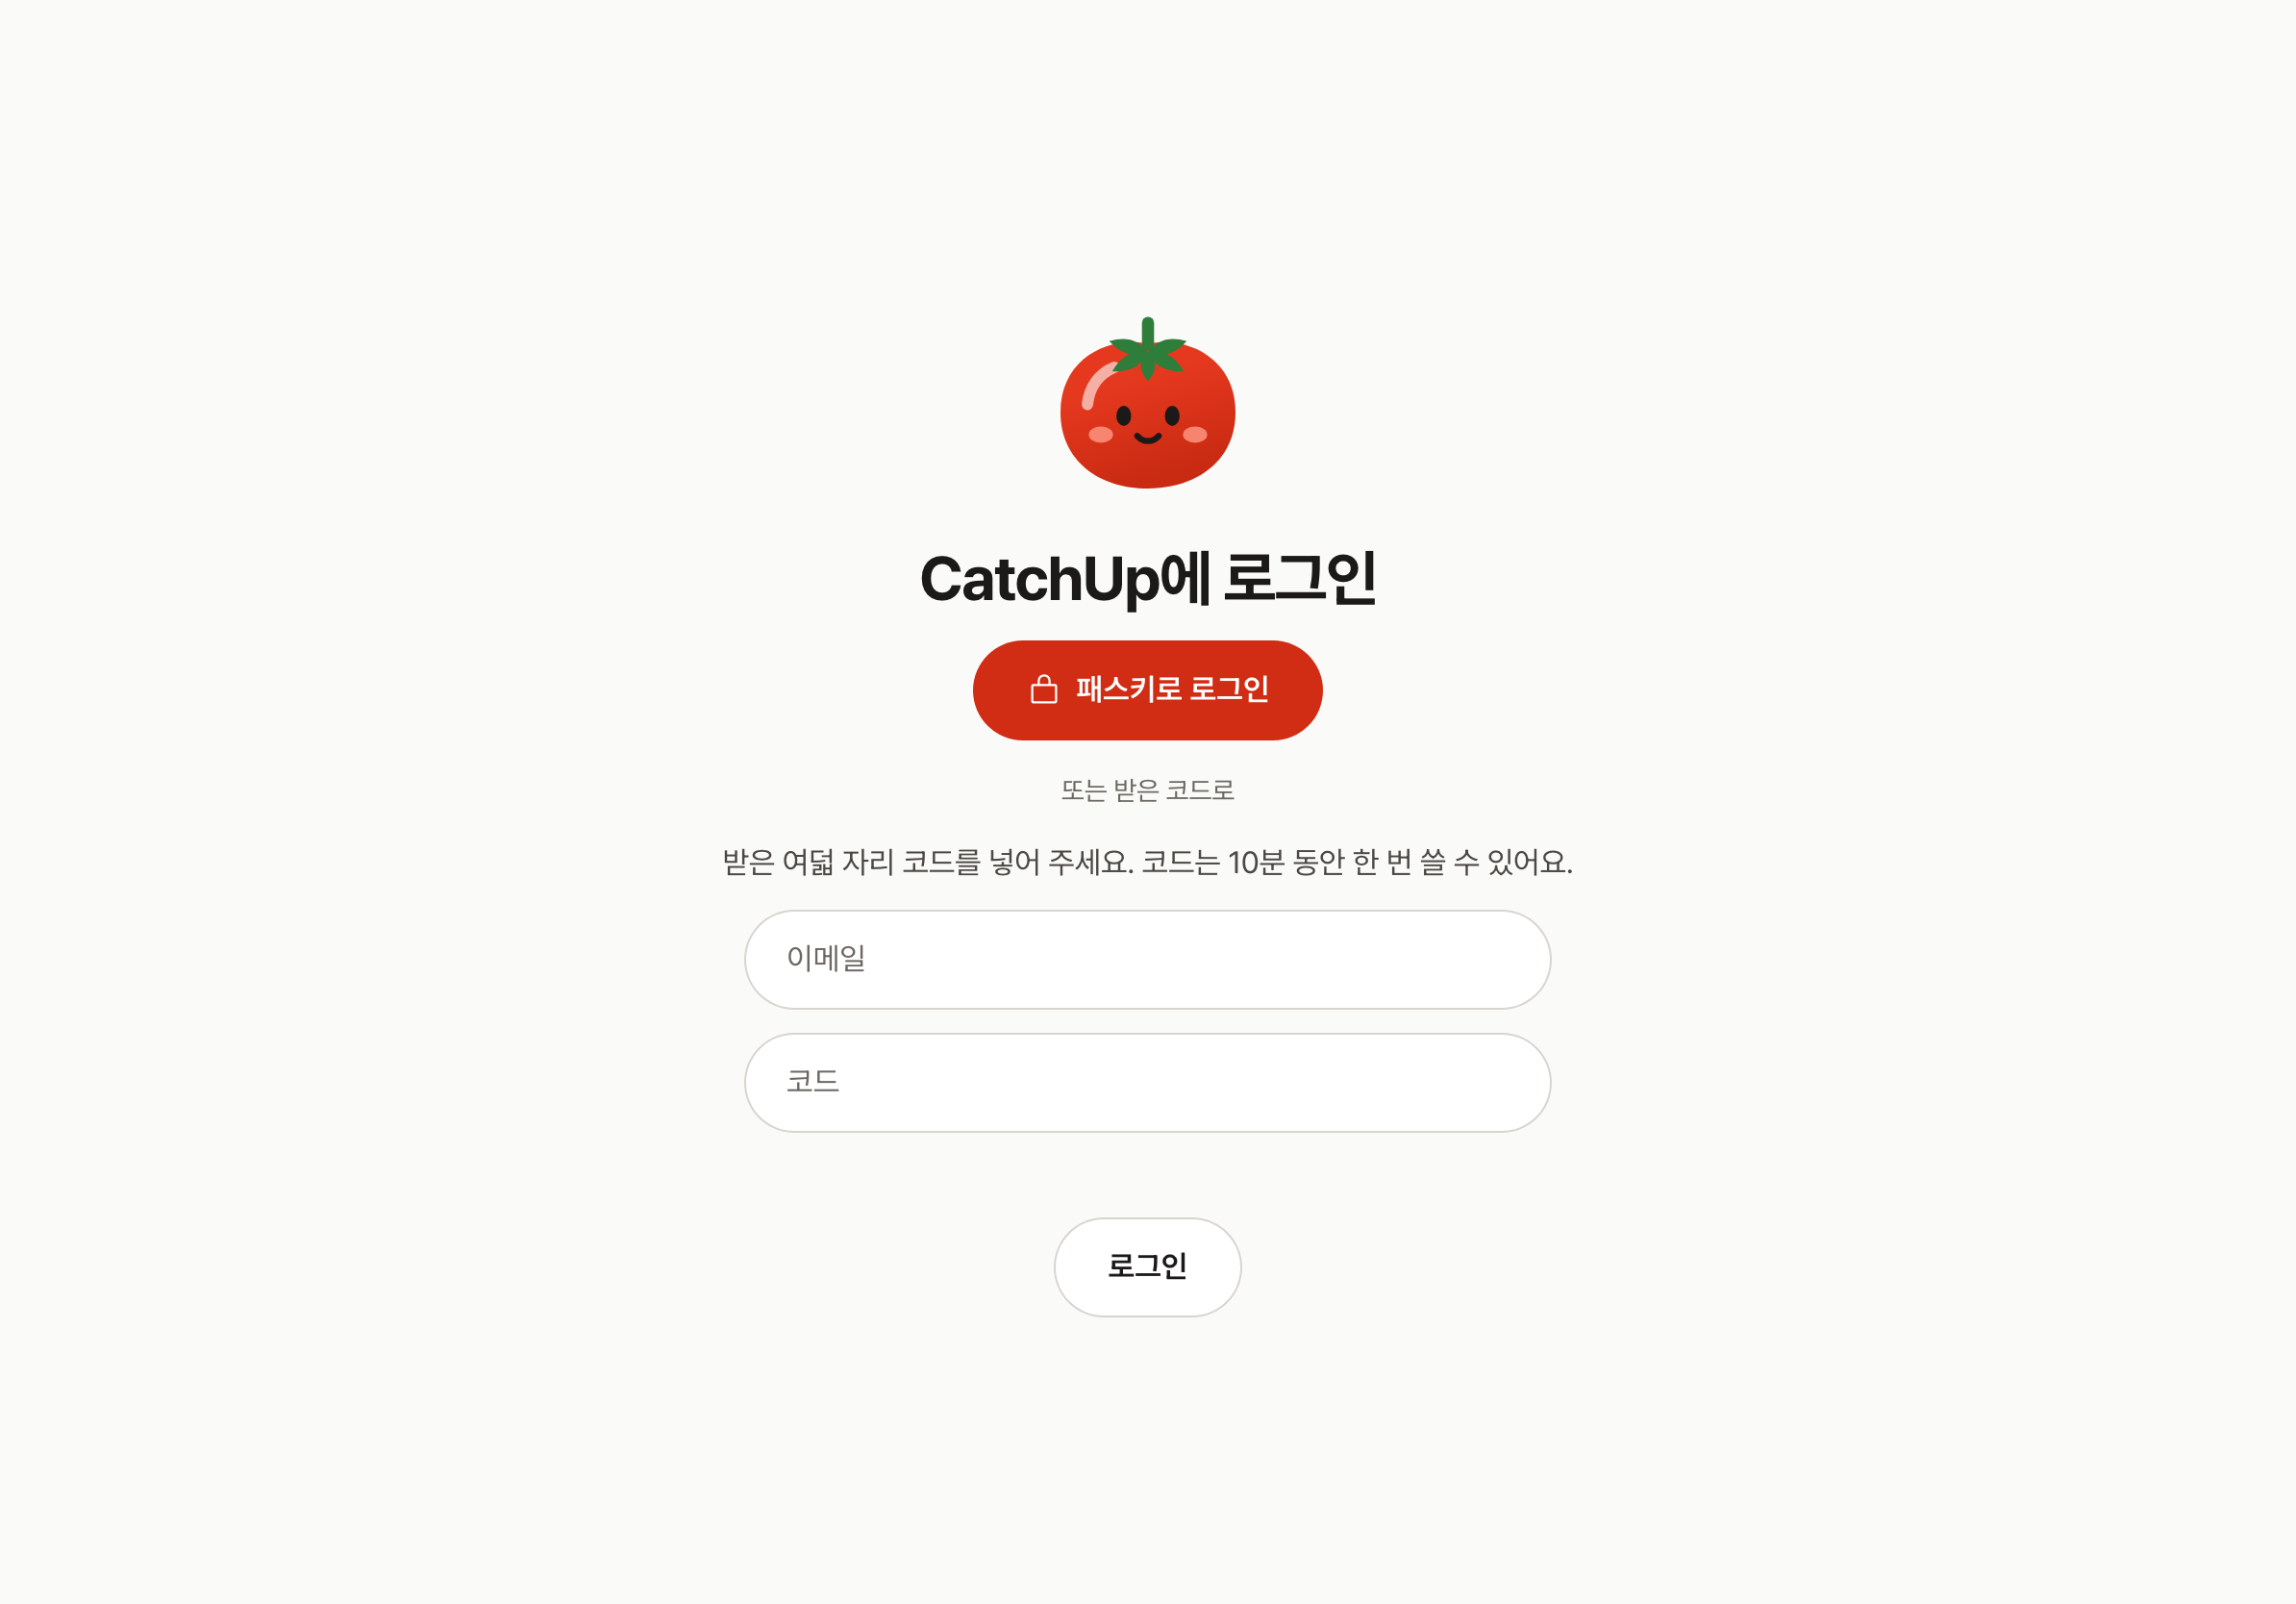 CatchUp에 로그인
패스키로 로그인
또는 받은 코드로
받은 여덟 자리 코드를 넣어 주세요. 코드는 10분 동안 한 번 쓸 수 있어요.
이메일
코드
로그인